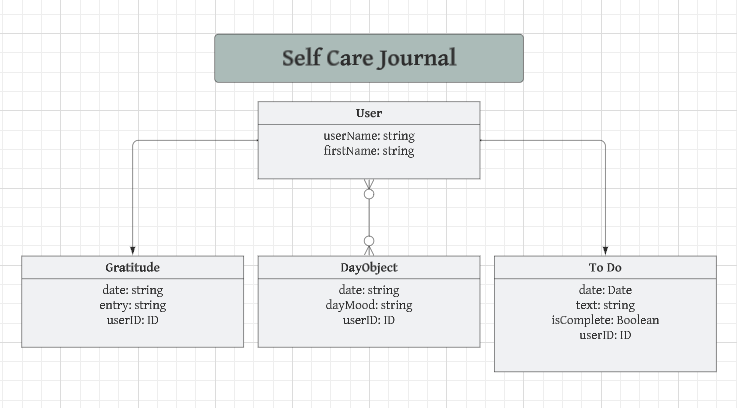 Self Care Journal
User
userName: string
firstName: string
Gratitude
date: string
entry: string
userID: ID
DayObject
date: string
dayMood: string
userID: ID
To Do
date: Date
text: string
isComplete: Boolean
userID: ID